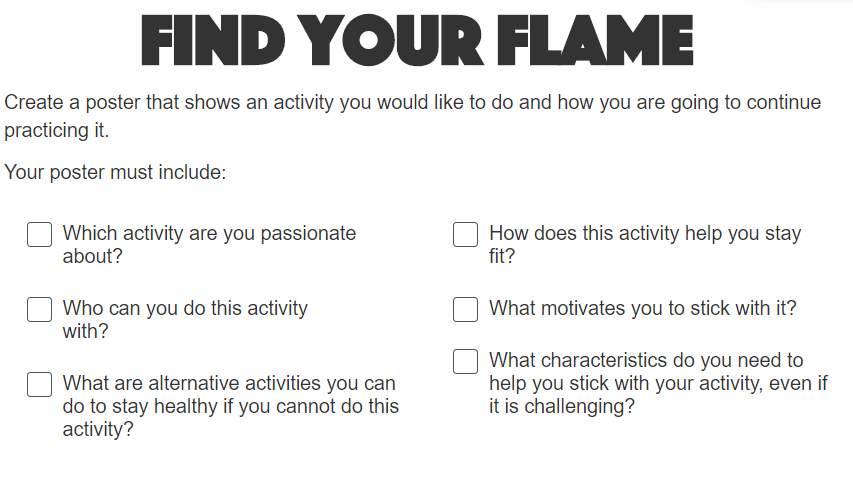 FIND YOUR FLAME
Create a poster that shows an activity you would like to do and how you are going to continue
practicing it.
Your poster must include:
Which activity are you passionate
about?
Who can you do this activity
with?
What are alternative activities you can
do to stay healthy if you cannot do this
activity?
How does this activity help you stay
fit?
What motivates you to stick with it?
What characteristics do you need to
help you stick with your activity, even if
it is challenging?